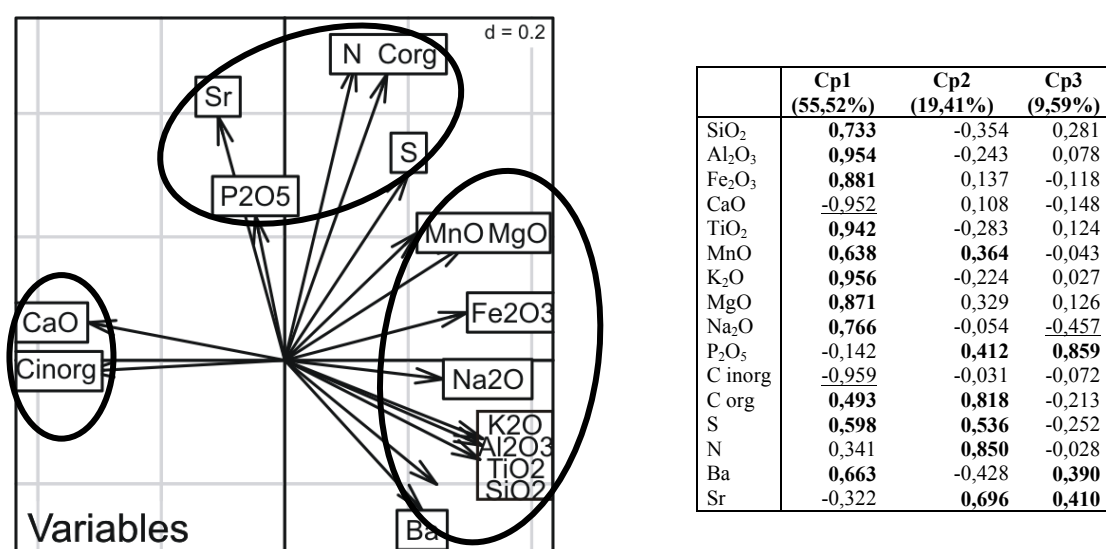 d = 0.2
N Corg
Sr
S
P2O5
MnO MgO
CaO
Fe2O3
Cinorg
Na2O
K2O
Al2O3
TiO2
SiO2
Ba
Variables
Cp1 Cp2 Cp3
(55,52%) (19,41%) (9,59%)
SiO₂ 0,733 -0,354 0,281
Al₂O₃ 0,954 -0,243 0,078
Fe₂O₃ 0,881 0,137 -0,118
CaO -0,952 0,108 -0,148
TiO₂ 0,942 -0,283 0,124
MnO 0,638 0,364 -0,043
K₂O 0,956 -0,224 0,027
MgO 0,871 0,329 0,126
Na₂O 0,766 -0,054 -0,457
P₂O₅ -0,142 0,412 0,859
C inorg -0,959 -0,031 -0,072
C org 0,493 0,818 -0,213
S 0,598 0,536 -0,252
N 0,341 0,850 -0,028
Ba 0,663 -0,428 0,390
Sr -0,322 0,696 0,410